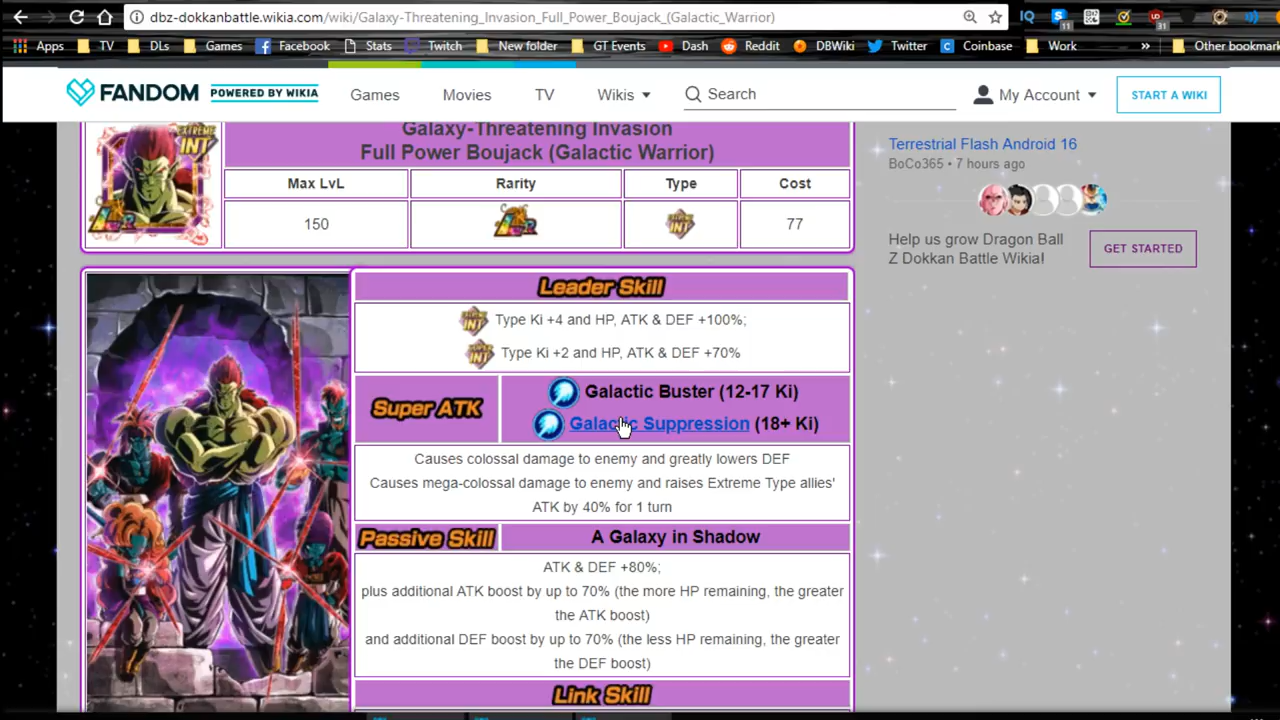 dbz-dokkanbattle.wikia.com/wiki/Galaxy-Threatening_Invasion_Full_Power_Boujack_(Galactic_Warrior)
IQ
11
31
Apps TV DLs Games Facebook Stats Twitch New folder GT Events Dash Reddit DBWiki Twitter Coinbase Work » Other bookmark
FANDOM POWERED BY WIKIA Games Movies TV Wikis Search My Account START A WIKI
Galaxy-Threatening Invasion
Full Power Boujack (Galactic Warrior)
EXTREME
INT
Max LvL Rarity Type Cost
150 77
Terrestrial Flash Android 16
BoCo365 • 7 hours ago
Help us grow Dragon Ball
Z Dokkan Battle Wikia!
GET STARTED
Leader Skill
Type Ki +4 and HP, ATK & DEF +100%;
Type Ki +2 and HP, ATK & DEF +70%
Super ATK
Galactic Buster (12-17 Ki)
Galactic Suppression (18+ Ki)
Causes colossal damage to enemy and greatly lowers DEF
Causes mega-colossal damage to enemy and raises Extreme Type allies'
ATK by 40% for 1 turn
Passive Skill A Galaxy in Shadow
ATK & DEF +80%;
plus additional ATK boost by up to 70% (the more HP remaining, the greater
the ATK boost)
and additional DEF boost by up to 70% (the less HP remaining, the greater
the DEF boost)
Link Skill